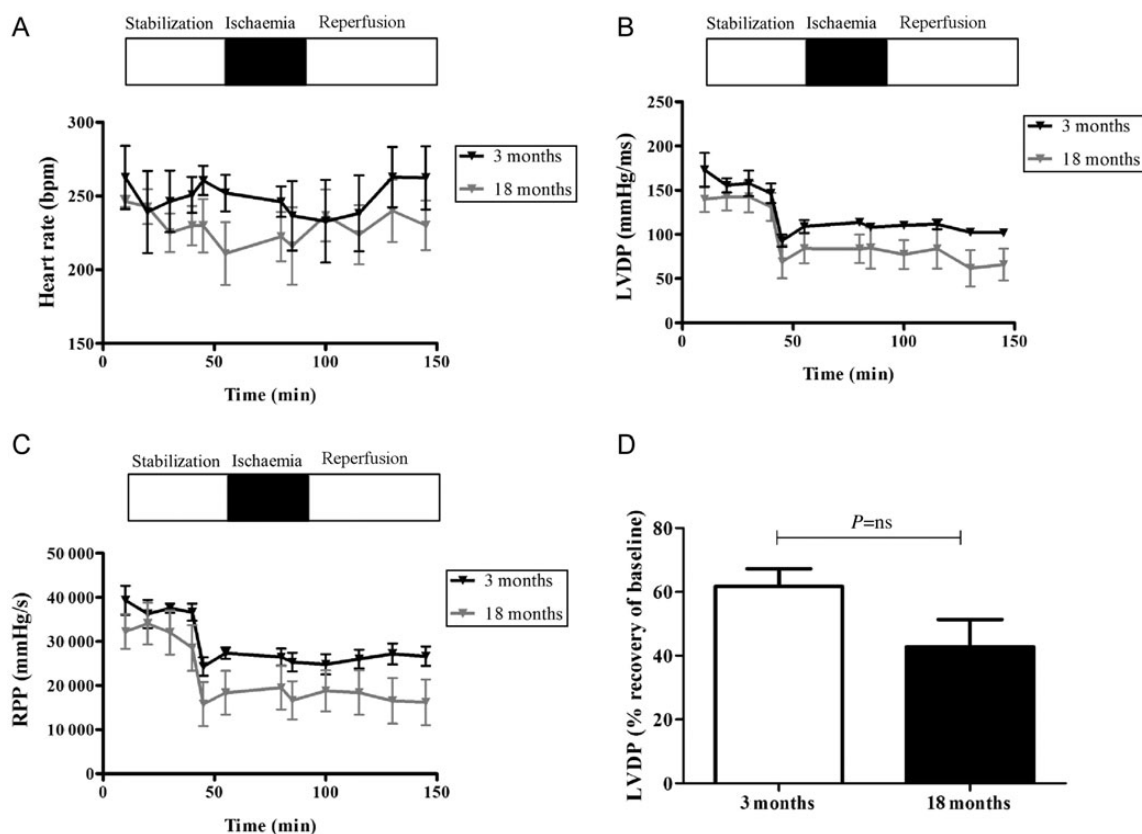 A
Stabilization Ischaemia Reperfusion
300
250
200
150
0 50 100 150
Heart rate (bpm)
Time (min)
3 months
18 months
B
Stabilization Ischaemia Reperfusion
250
200
150
100
50
0
0 50 100 150
LVDP (mmHg/ms)
Time (min)
3 months
18 months
C
Stabilization Ischaemia Reperfusion
50 000
40 000
30 000
20 000
10 000
0
0 50 100 150
RPP (mmHg/s)
Time (min)
3 months
18 months
D
P=ns
80
60
40
20
0
LVDP (% recovery of baseline)
3 months 18 months